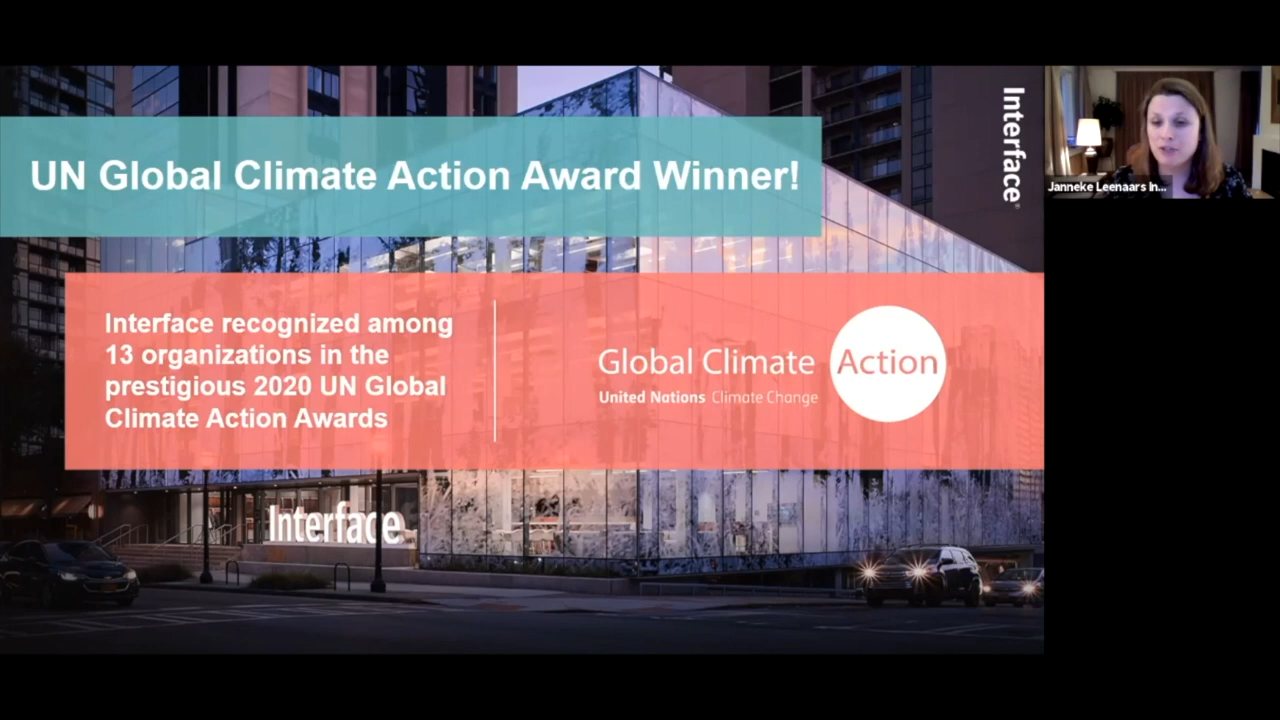 UN Global Climate Action Award Winner!
Interface
Janneke Leenaars In...
Interface recognized among
13 organizations in the
prestigious 2020 UN Global
Climate Action Awards
Global Climate Action
United Nations Climate Change
Interface